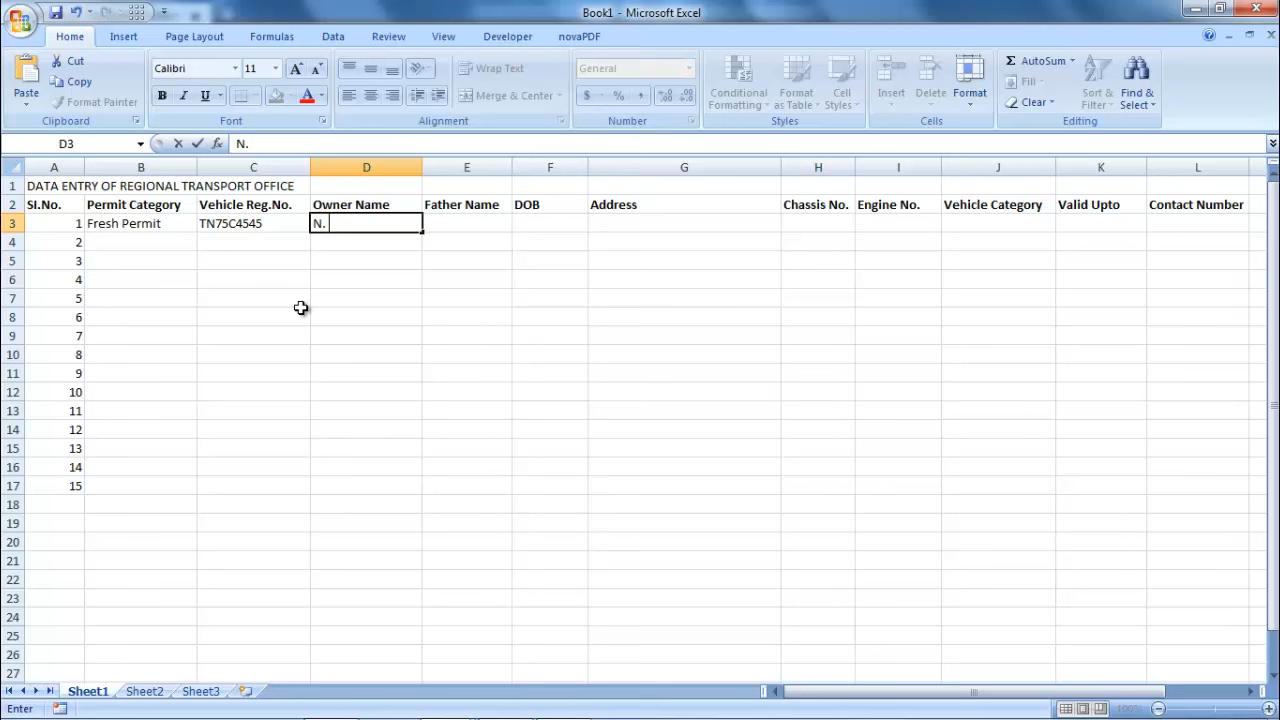 Book1 - Microsoft Excel
Home Insert Page Layout Formulas Data Review View Developer novaPDF
Paste Cut Copy Format Painter Clipboard
Calibri 11 B I U A Font
Wrap Text Merge & Center Alignment
General $ % , Number
Conditional Formatting Format as Table Cell Styles Styles
Insert Delete Format Cells
Σ AutoSum Fill Clear Sort & Filter Find & Select Editing
D3 fx N.
A B C D E F G H I J K L
1 DATA ENTRY OF REGIONAL TRANSPORT OFFICE
2 SI.No. Permit Category Vehicle Reg.No. Owner Name Father Name DOB Address Chassis No. Engine No. Vehicle Category Valid Upto Contact Number
3 1 Fresh Permit TN75C4545 N.
4 2
5 3
6 4
7 5
8 6
9 7
10 8
11 9
12 10
13 11
14 12
15 13
16 14
17 15
18
19
20
21
22
23
24
25
26
27
Sheet1 Sheet2 Sheet3
Enter 100%